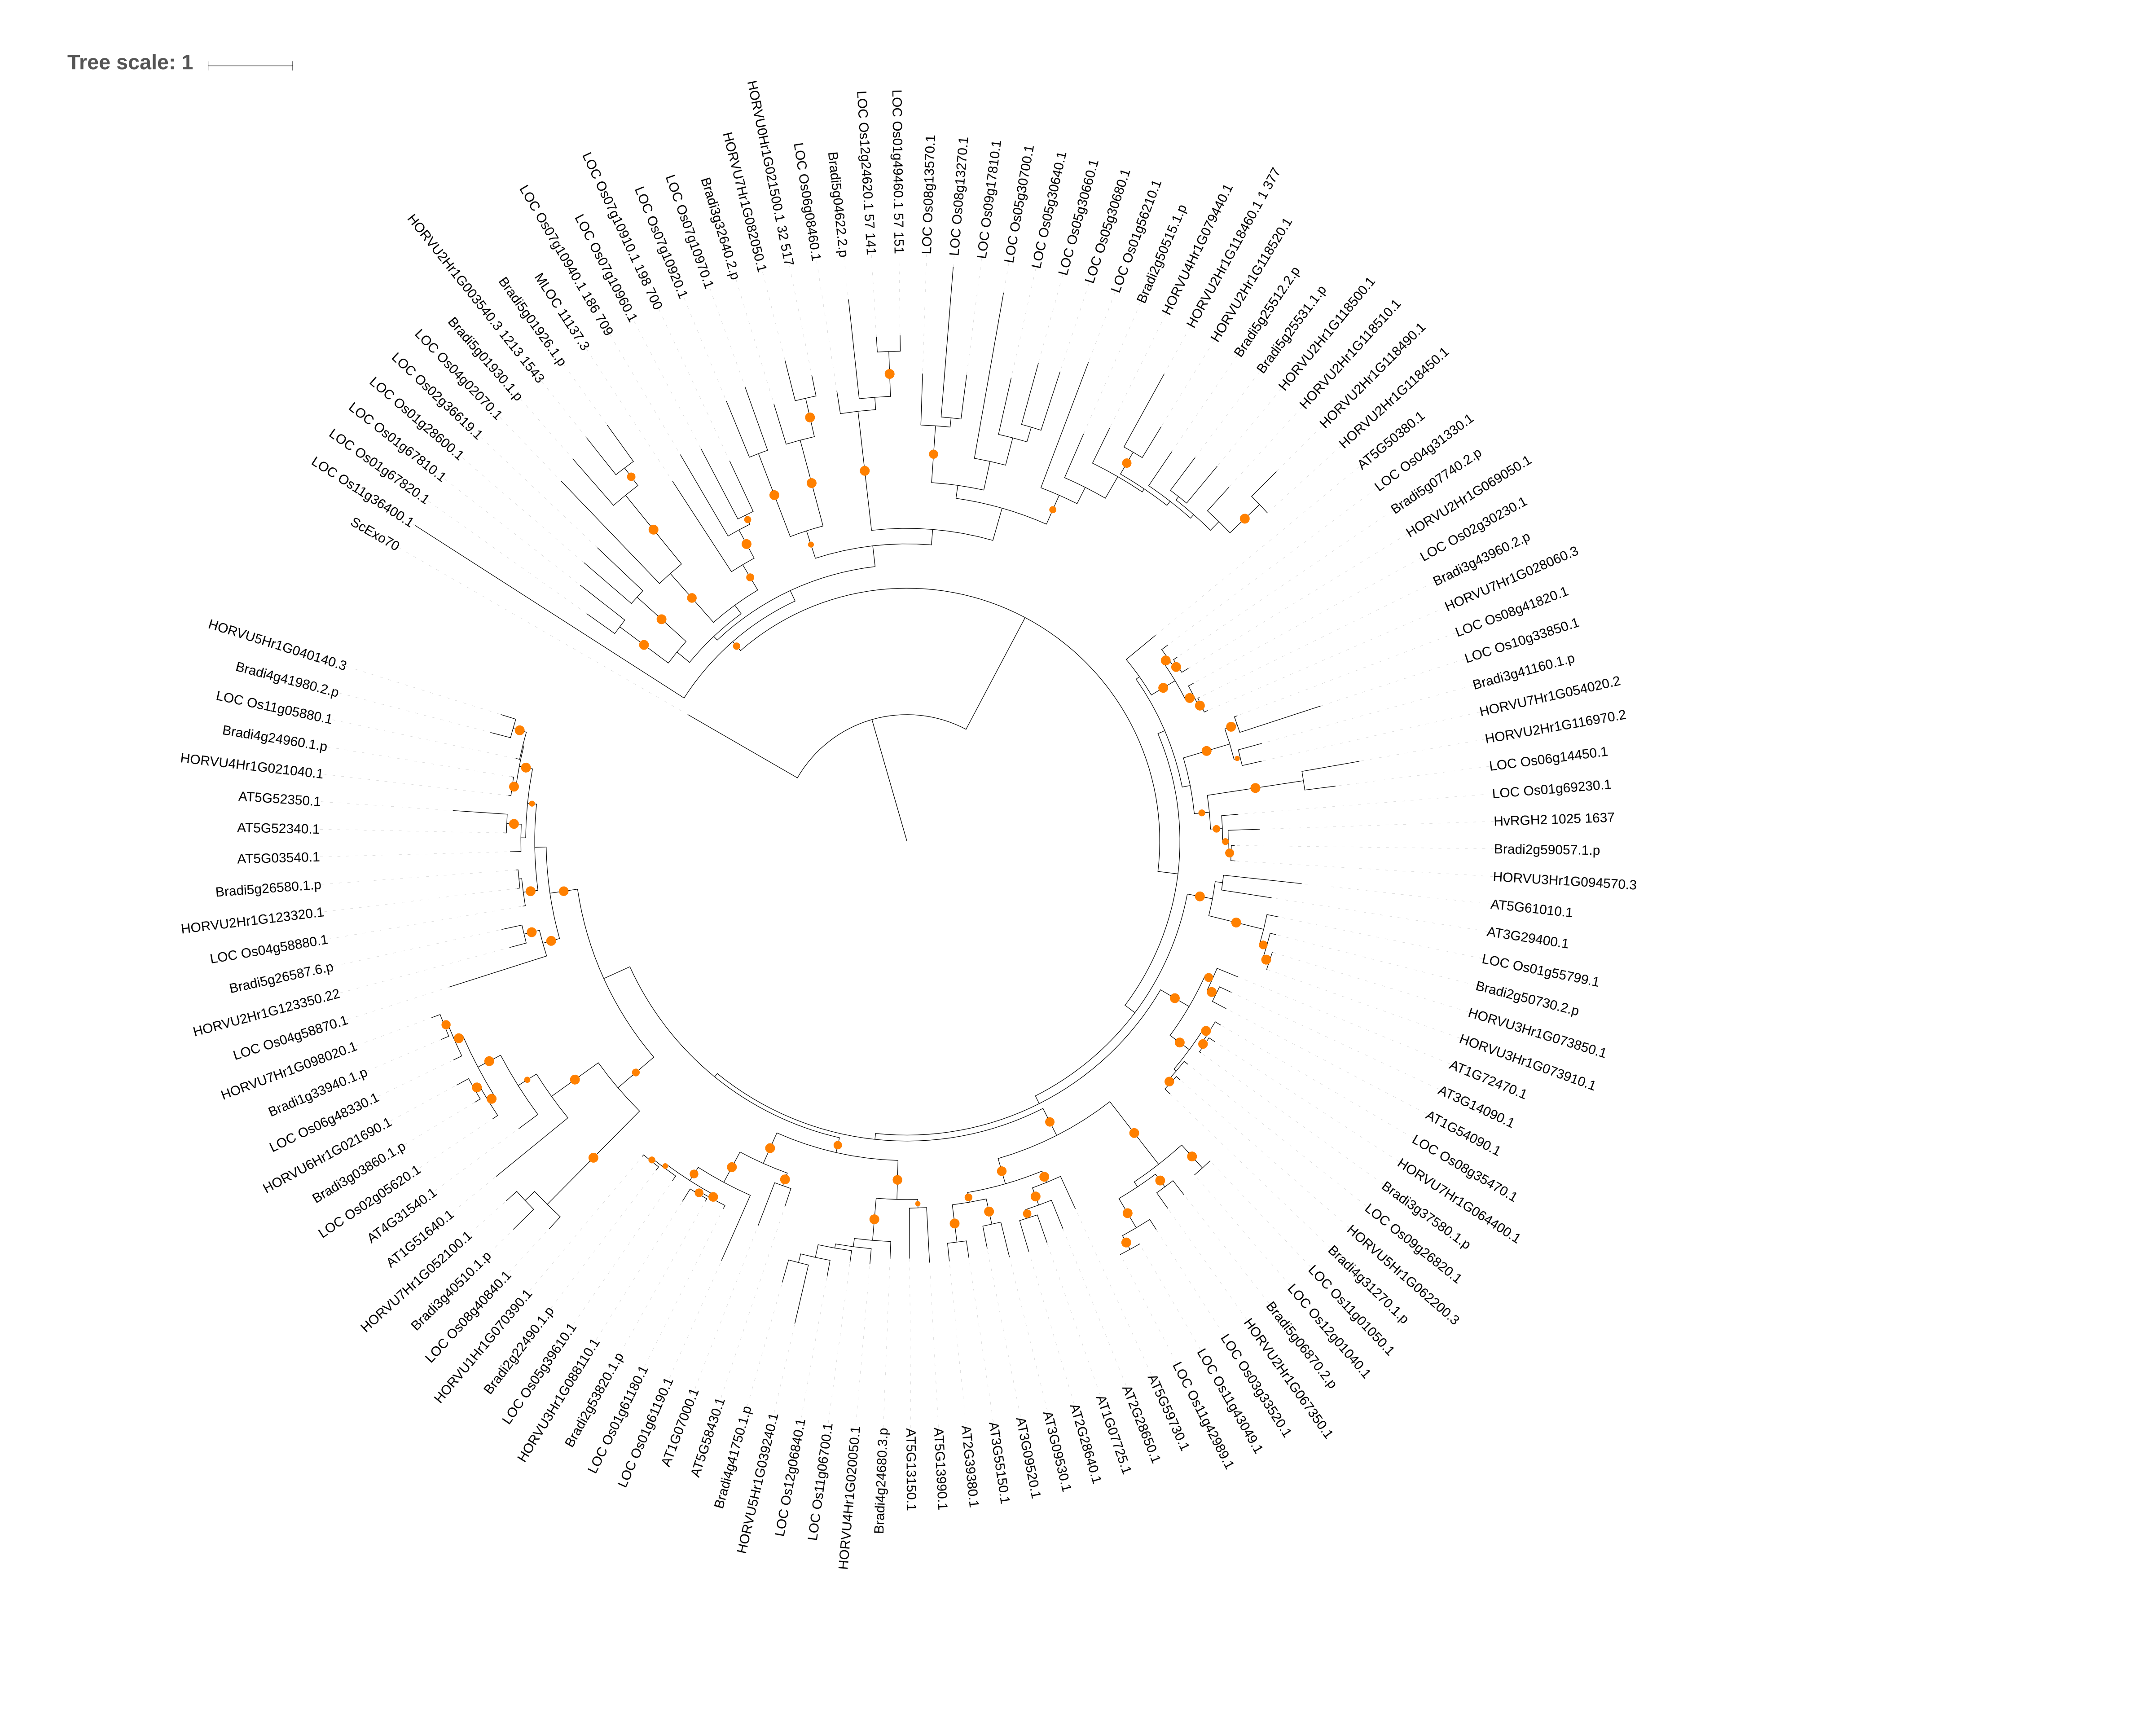 Tree scale: 1
ScExo70
LOC Os11g36400.1
LOC Os01g67820.1
LOC Os01g67810.1
LOC Os01g28600.1
LOC Os02g36619.1
LOC Os04g02070.1
Bradi5g01930.1.p
HORVU2Hr1G003540.3 1213 1543
Bradi5g01926.1.p
MLOC 11137.3
LOC Os07g10940.1 186 709
LOC Os07g10960.1
LOC Os07g10910.1 198 700
LOC Os07g10920.1
LOC Os07g10970.1
Bradi3g32640.2.p
HORVU7Hr1G082050.1
HORVU0Hr1G021500.1 32 517
LOC Os06g08460.1
Bradi5g04622.2.p
LOC Os12g24620.1 57 141
LOC Os01g49460.1 57 151
LOC Os08g13570.1
LOC Os08g13270.1
LOC Os09g17810.1
LOC Os05g30700.1
LOC Os05g30640.1
LOC Os05g30660.1
LOC Os05g30680.1
LOC Os01g56210.1
Bradi2g50515.1.p
HORVU4Hr1G079440.1
HORVU2Hr1G118460.1 1 377
HORVU2Hr1G118520.1
Bradi5g25512.2.p
Bradi5g25531.1.p
HORVU2Hr1G118500.1
HORVU2Hr1G118510.1
HORVU2Hr1G118490.1
HORVU2Hr1G118450.1
AT5G50380.1
LOC Os04g31330.1
Bradi5g07740.2.p
HORVU2Hr1G069050.1
LOC Os02g30230.1
Bradi3g43960.2.p
HORVU7Hr1G028060.3
LOC Os08g41820.1
LOC Os10g33850.1
Bradi3g41160.1.p
HORVU7Hr1G054020.2
HORVU2Hr1G116970.2
LOC Os06g14450.1
LOC Os01g69230.1
HvRGH2 1025 1637
Bradi2g59057.1.p
HORVU3Hr1G094570.3
AT5G61010.1
AT3G29400.1
LOC Os01g55799.1
Bradi2g50730.2.p
HORVU3Hr1G073850.1
HORVU3Hr1G073910.1
AT1G72470.1
AT3G14090.1
AT1G54090.1
LOC Os08g35470.1
HORVU7Hr1G064400.1
Bradi3g37580.1.p
LOC Os09g26820.1
HORVU5Hr1G062200.3
Bradi4g31270.1.p
LOC Os11g01050.1
LOC Os12g01040.1
Bradi5g06870.2.p
HORVU2Hr1G067350.1
LOC Os03g33520.1
LOC Os11g43049.1
LOC Os11g42989.1
AT5G59730.1
AT2G28650.1
AT1G07725.1
AT2G28640.1
AT3G09530.1
AT3G09520.1
AT3G55150.1
AT2G39380.1
AT5G13990.1
AT5G13150.1
Bradi4g24680.3.p
HORVU4Hr1G020050.1
LOC Os11g06700.1
LOC Os12g06840.1
HORVU5Hr1G039240.1
Bradi4g41750.1.p
AT5G58430.1
AT1G07000.1
LOC Os01g61190.1
LOC Os01g61180.1
Bradi2g53820.1.p
HORVU3Hr1G088110.1
LOC Os05g39610.1
Bradi2g22490.1.p
HORVU1Hr1G070390.1
LOC Os08g40840.1
Bradi3g40510.1.p
HORVU7Hr1G052100.1
AT1G51640.1
AT4G31540.1
LOC Os02g05620.1
Bradi3g03860.1.p
HORVU6Hr1G021690.1
LOC Os06g48330.1
Bradi1g33940.1.p
HORVU7Hr1G098020.1
LOC Os04g58870.1
HORVU2Hr1G123350.22
Bradi5g26587.6.p
LOC Os04g58880.1
HORVU2Hr1G123320.1
Bradi5g26580.1.p
AT5G03540.1
AT5G52340.1
AT5G52350.1
HORVU4Hr1G021040.1
Bradi4g24960.1.p
LOC Os11g05880.1
Bradi4g41980.2.p
HORVU5Hr1G040140.3